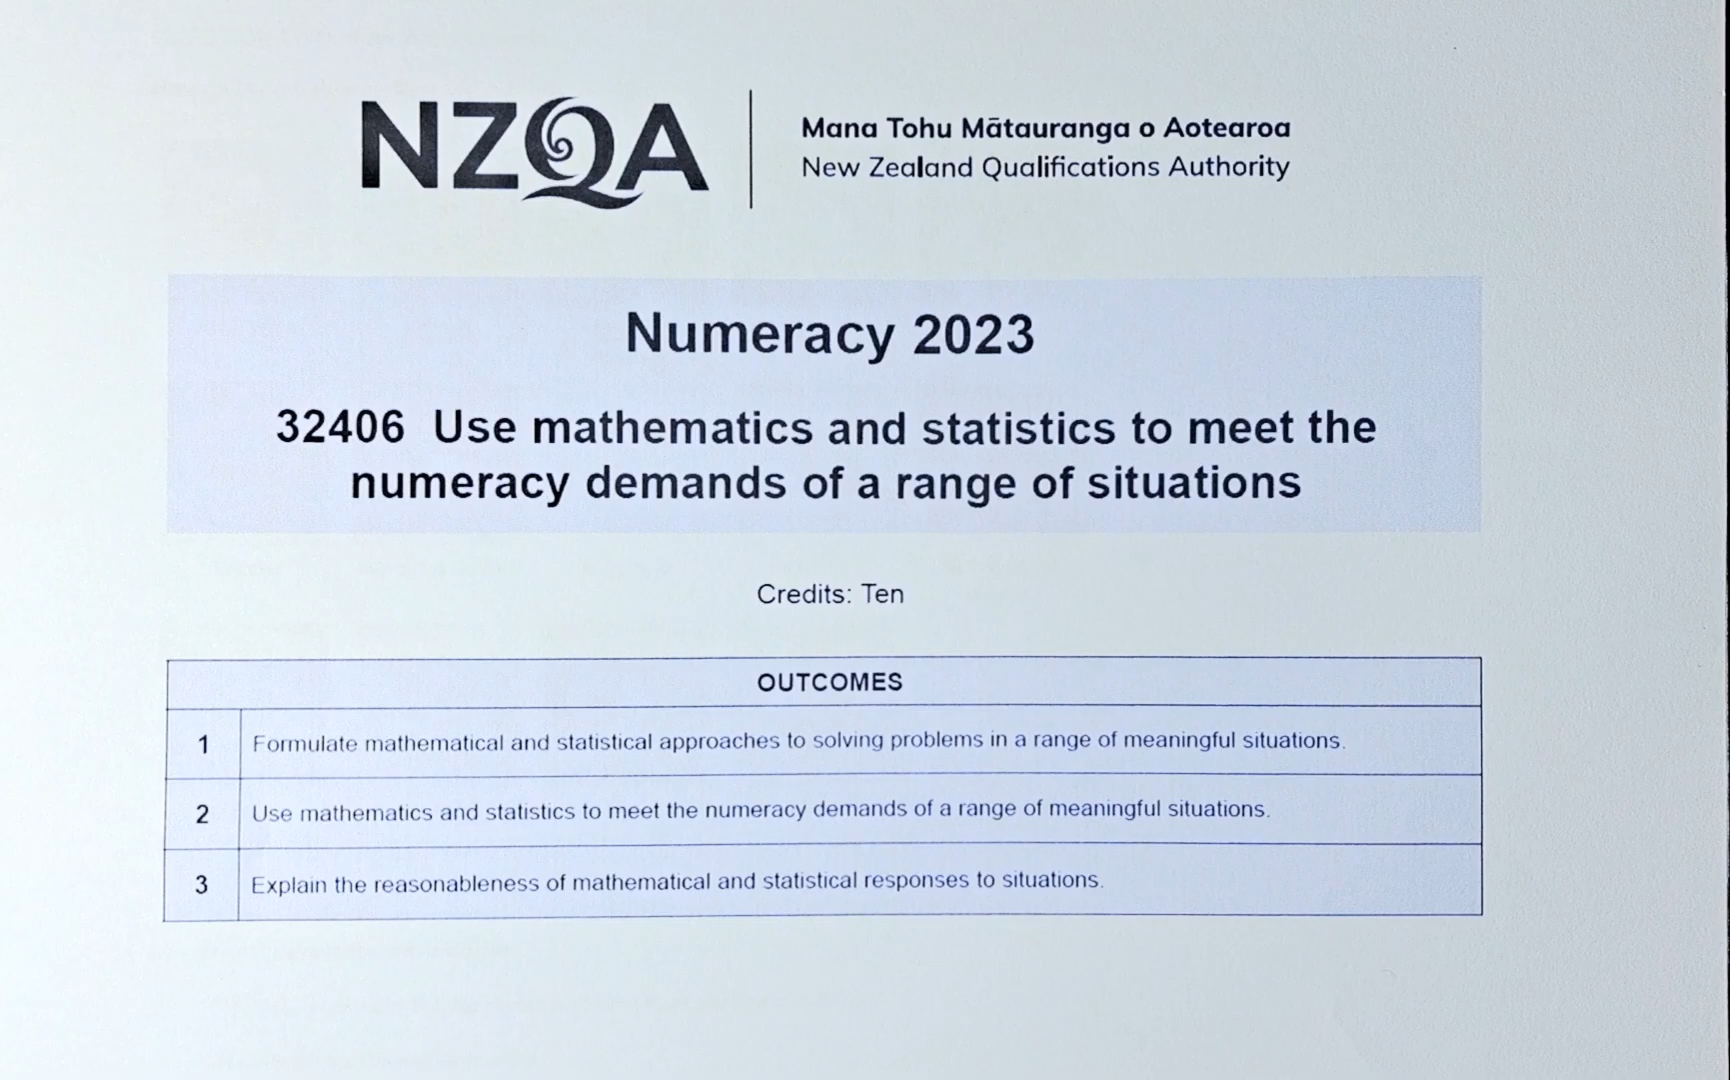 NZQA
Mana Tohu Mātauranga o Aotearoa
New Zealand Qualifications Authority
Numeracy 2023
32406 Use mathematics and statistics to meet the
numeracy demands of a range of situations
Credits: Ten
OUTCOMES
1 Formulate mathematical and statistical approaches to solving problems in a range of meaningful situations.
2 Use mathematics and statistics to meet the numeracy demands of a range of meaningful situations.
3 Explain the reasonableness of mathematical and statistical responses to situations.